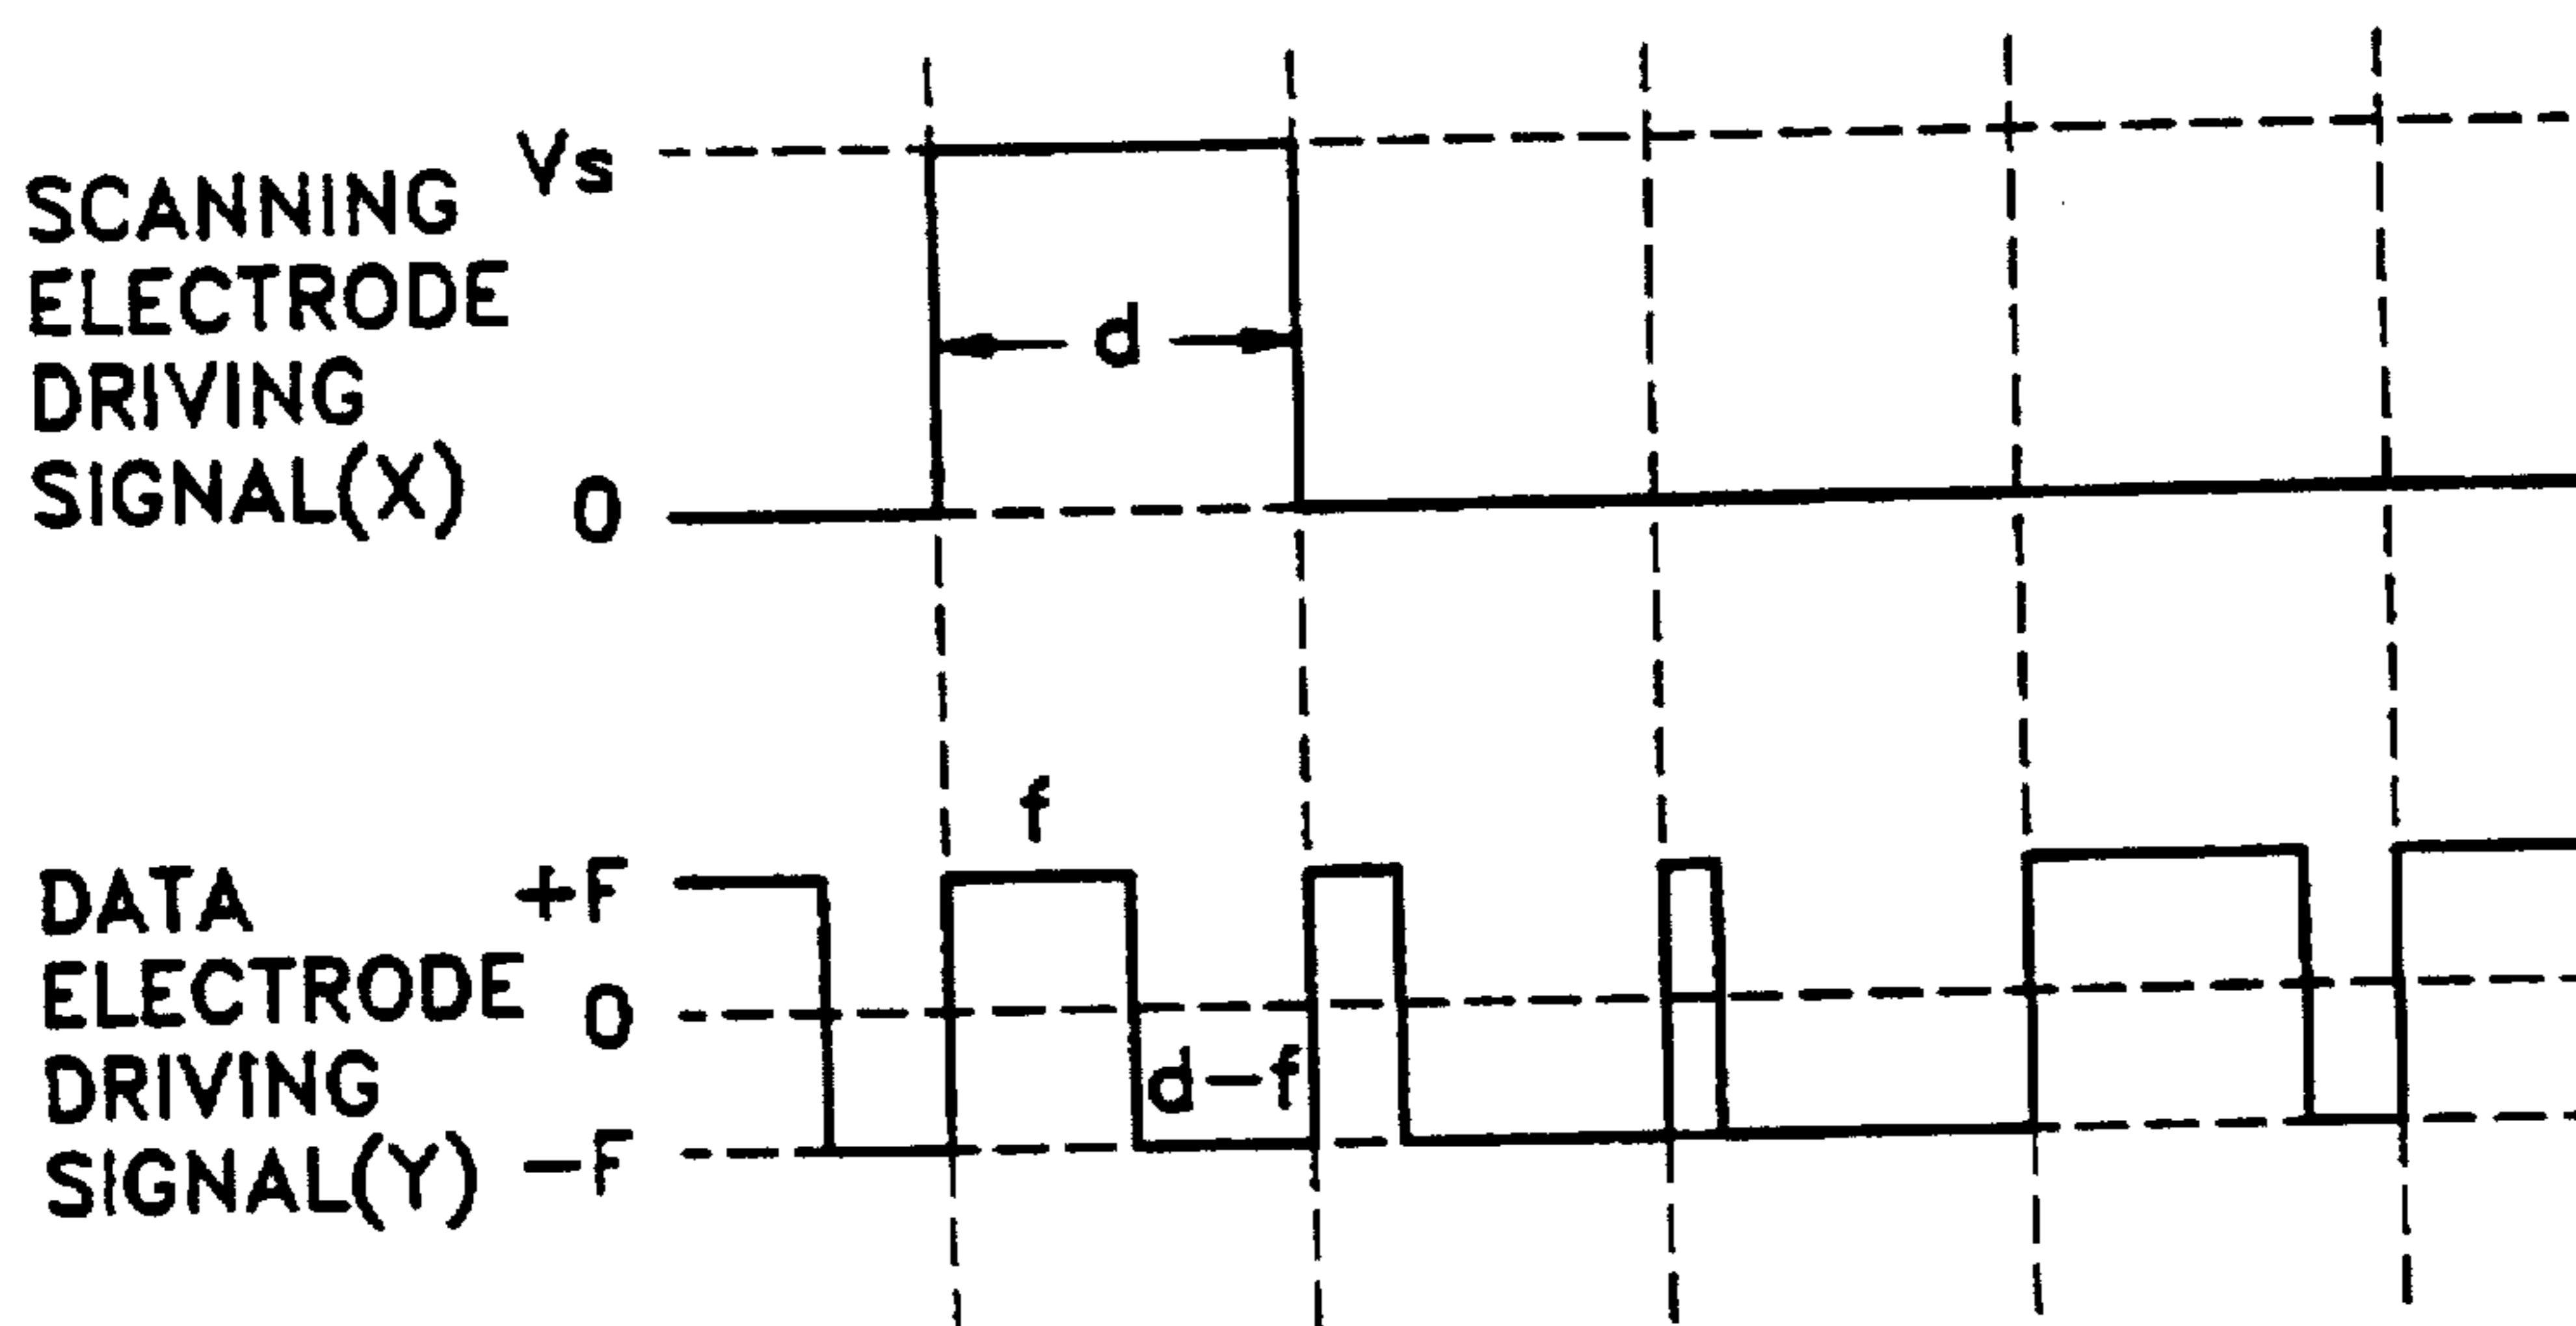 SCANNING
ELECTRODE
DRIVING
SIGNAL(X)
Vs
d
0
f
DATA
ELECTRODE
DRIVING
SIGNAL(Y)
+F
0
d-f
-F